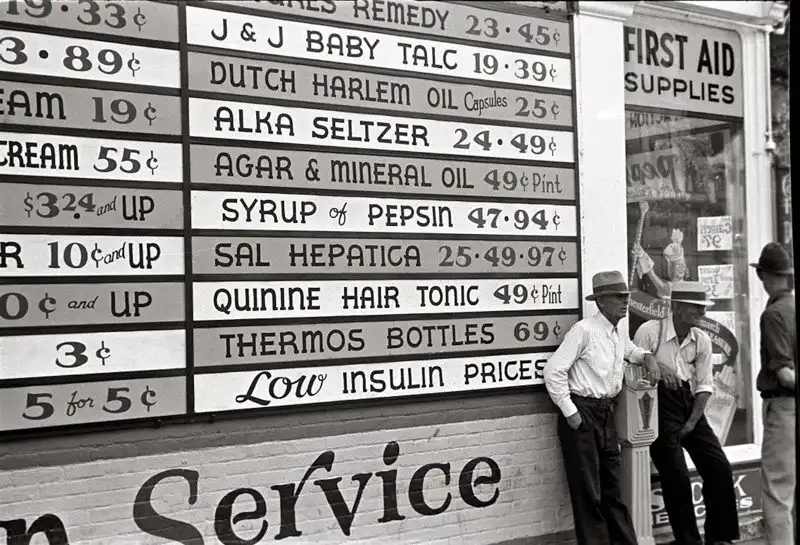 19·33¢
3·89¢
EAM 19¢
CREAM 55¢
$3.24 and UP
R 10¢ and UP
0¢ and UP
3¢
5 for 5¢
REMEDY 23·45¢
J & J BABY TALC 19·39¢
DUTCH HARLEM OIL Capsules 25¢
ALKA SELTZER 24·49¢
AGAR & MINERAL OIL 49¢ Pint
SYRUP of PEPSIN 47·94¢
SAL HEPATICA 25·49·97¢
QUININE HAIR TONIC 49¢ Pint
THERMOS BOTTLES 69¢
Low INSULIN PRICES
n Service
FIRST AID
SUPPLIES
hesterfield